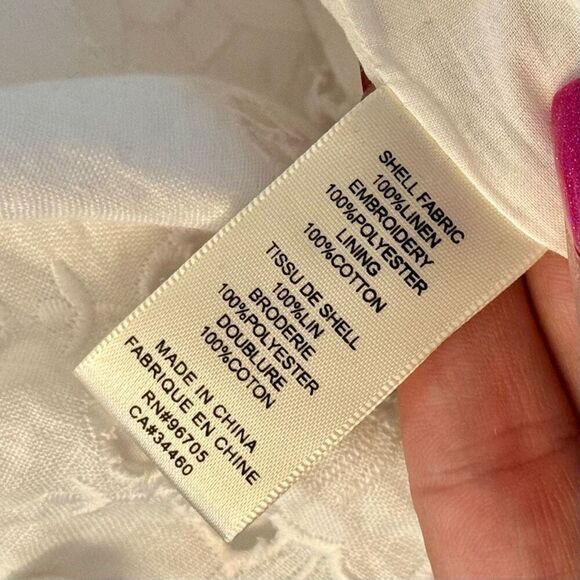 SHELL FABRIC
100%LINEN
EMBROIDERY
100%POLYESTER
LINING
100%COTTON
TISSU DE SHELL
100%LIN
BRODERIE
100%POLYESTER
DOUBLURE
100%COTON
MADE IN CHINA
FABRIQUE EN CHINE
RN#96705
CA#34460